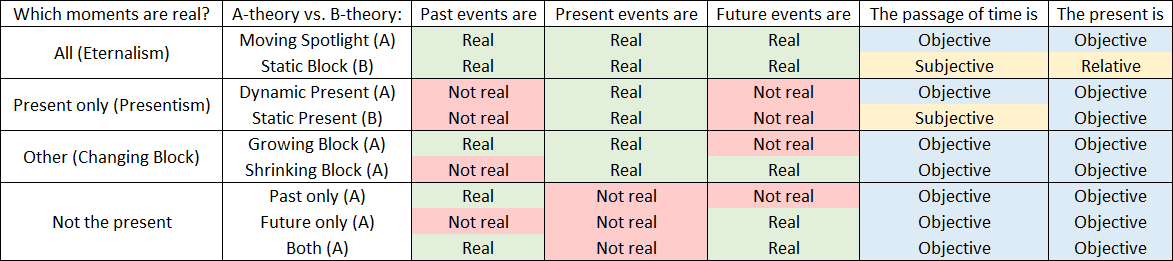 Which moments are real? A-theory vs. B-theory: Past events are Present events are Future events are The passage of time is The present is
All (Eternalism) Moving Spotlight (A) Real Real Real Objective Objective
Static Block (B) Real Real Real Subjective Relative
Present only (Presentism) Dynamic Present (A) Not real Real Not real Objective Objective
Static Present (B) Not real Real Not real Subjective Objective
Other (Changing Block) Growing Block (A) Real Real Not real Objective Objective
Shrinking Block (A) Not real Real Real Objective Objective
Not the present Past only (A) Real Not real Not real Objective Objective
Future only (A) Not real Not real Real Objective Objective
Both (A) Real Not real Real Objective Objective